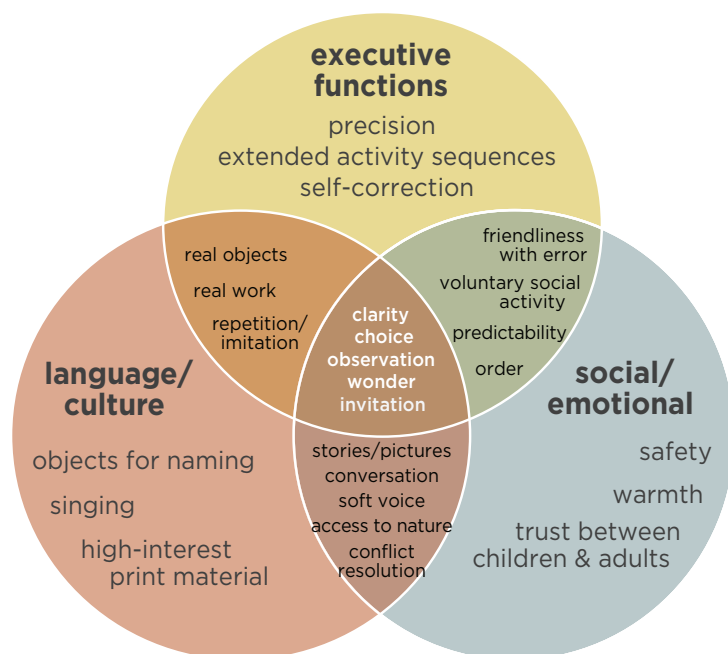 executive
functions
precision
extended activity sequences
self-correction
real objects
real work
repetition/
imitation
friendliness
with error
voluntary social
activity
predictability
order
clarity
choice
observation
wonder
invitation
language/
culture
objects for naming
singing
high-interest
print material
social/
emotional
safety
warmth
trust between
children & adults
stories/pictures
conversation
soft voice
access to nature
conflict
resolution